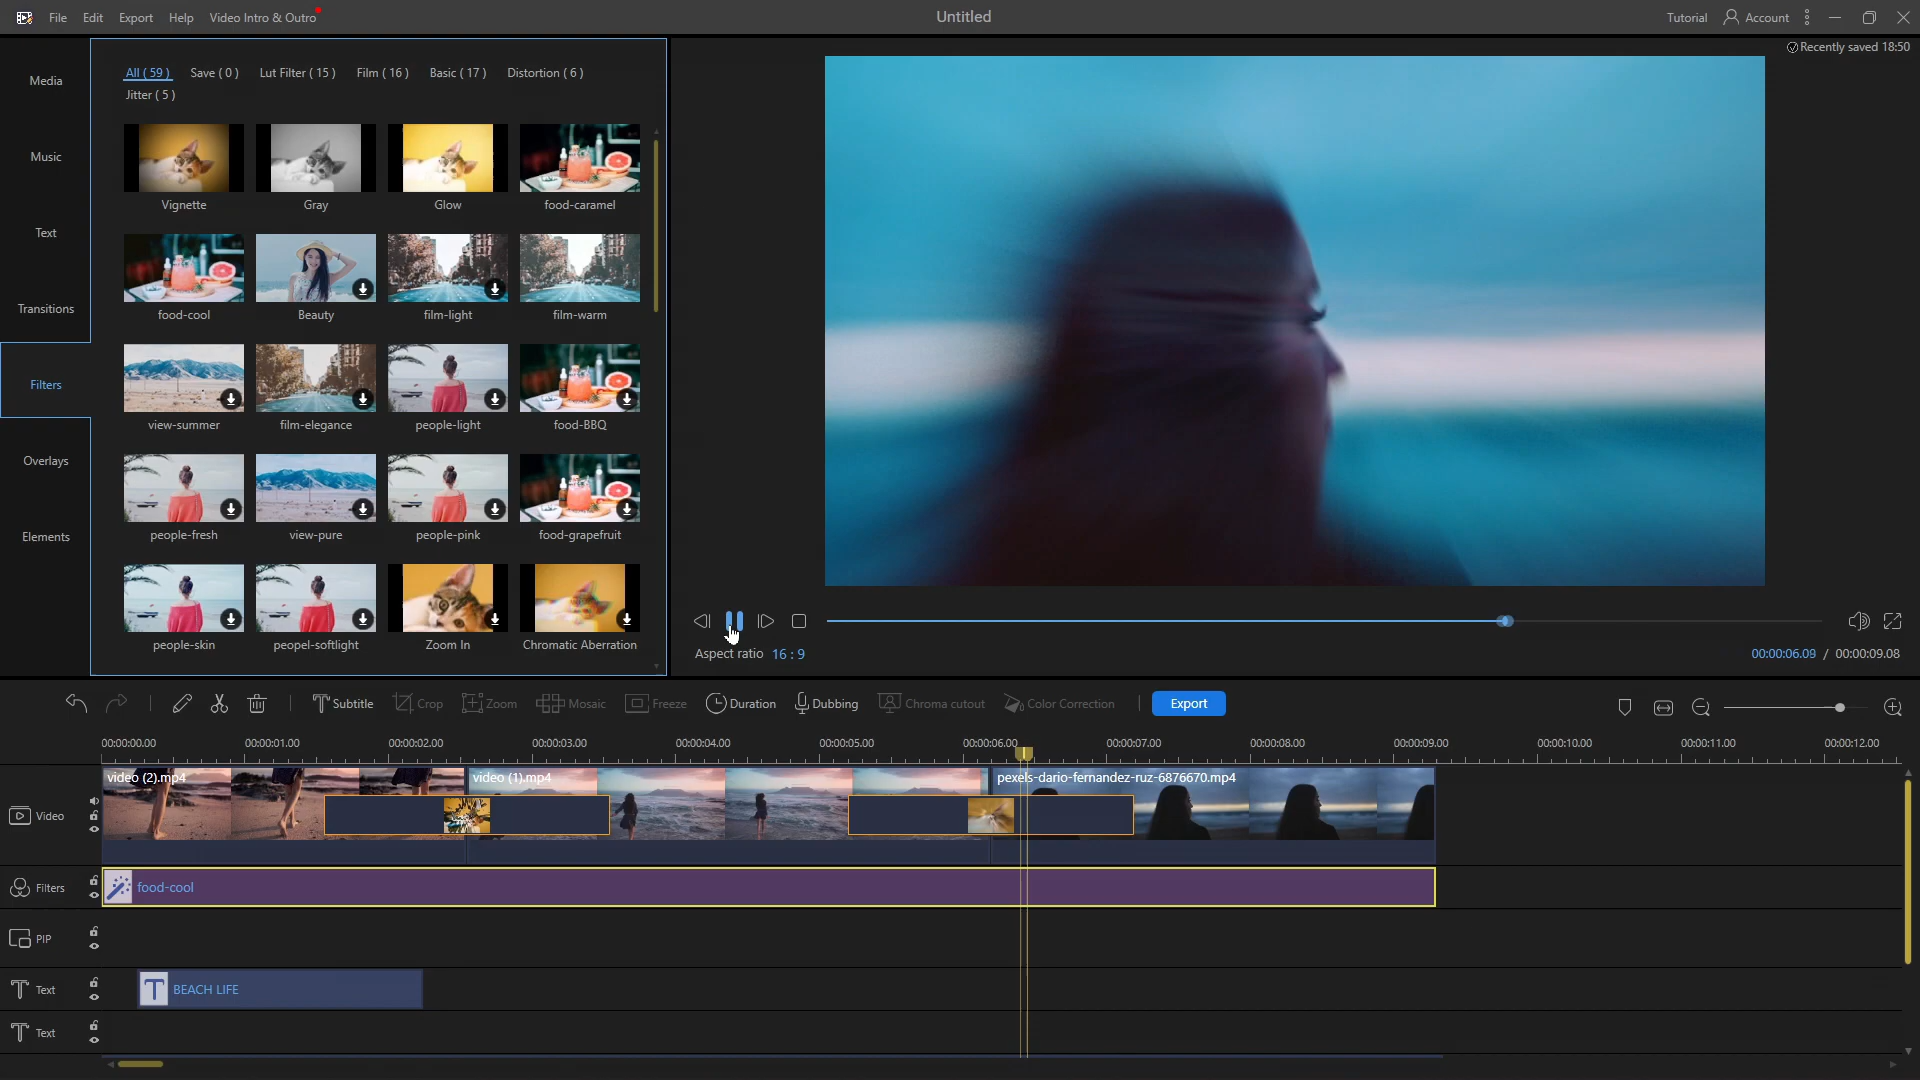 File Edit Export Help Video Intro & Outro
Untitled
Tutorial Account
Recently saved 18:50
Media
Music
Text
Transitions
Filters
Overlays
Elements
All ( 59 ) Save ( 0 ) Lut Filter ( 15 ) Film ( 16 ) Basic ( 17 ) Distortion ( 6 )
Jitter ( 5 )
Vignette Gray Glow food-caramel
food-cool Beauty film-light film-warm
view-summer film-elegance people-light food-BBQ
people-fresh view-pure people-pink food-grapefruit
people-skin peopel-softlight Zoom In Chromatic Aberration
Aspect ratio 16 : 9
00:00:06.09 / 00:00:09.08
Subtitle Crop Zoom Mosaic Freeze Duration Dubbing Chroma cutout Color Correction Export
00:00:00.00 00:00:01.00 00:00:02.00 00:00:03.00 00:00:04.00 00:00:05.00 00:00:06.00 00:00:07.00 00:00:08.00 00:00:09.00 00:00:10.00 00:00:11.00 00:00:12.00
video (2).mp4 video (1).mp4 pexels-dario-fernandez-ruz-6876670.mp4
Video
Filters food-cool
PIP
Text BEACH LIFE
Text